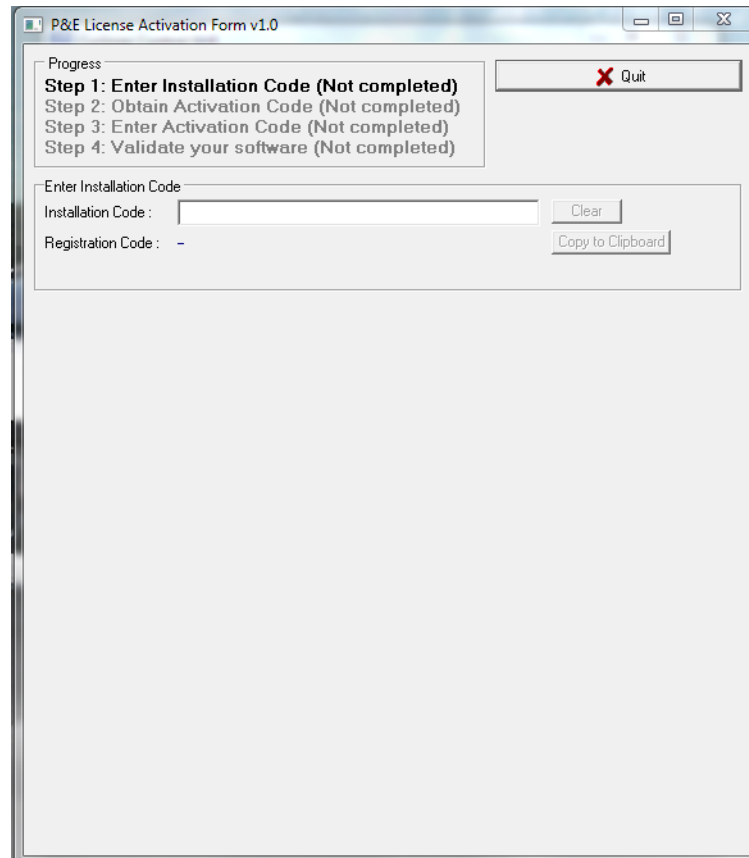 P&E License Activation Form v1.0
Progress
Step 1: Enter Installation Code (Not completed)
Step 2: Obtain Activation Code (Not completed)
Step 3: Enter Activation Code (Not completed)
Step 4: Validate your software (Not completed)
Quit
Enter Installation Code
Installation Code :
Clear
Registration Code : –
Copy to Clipboard